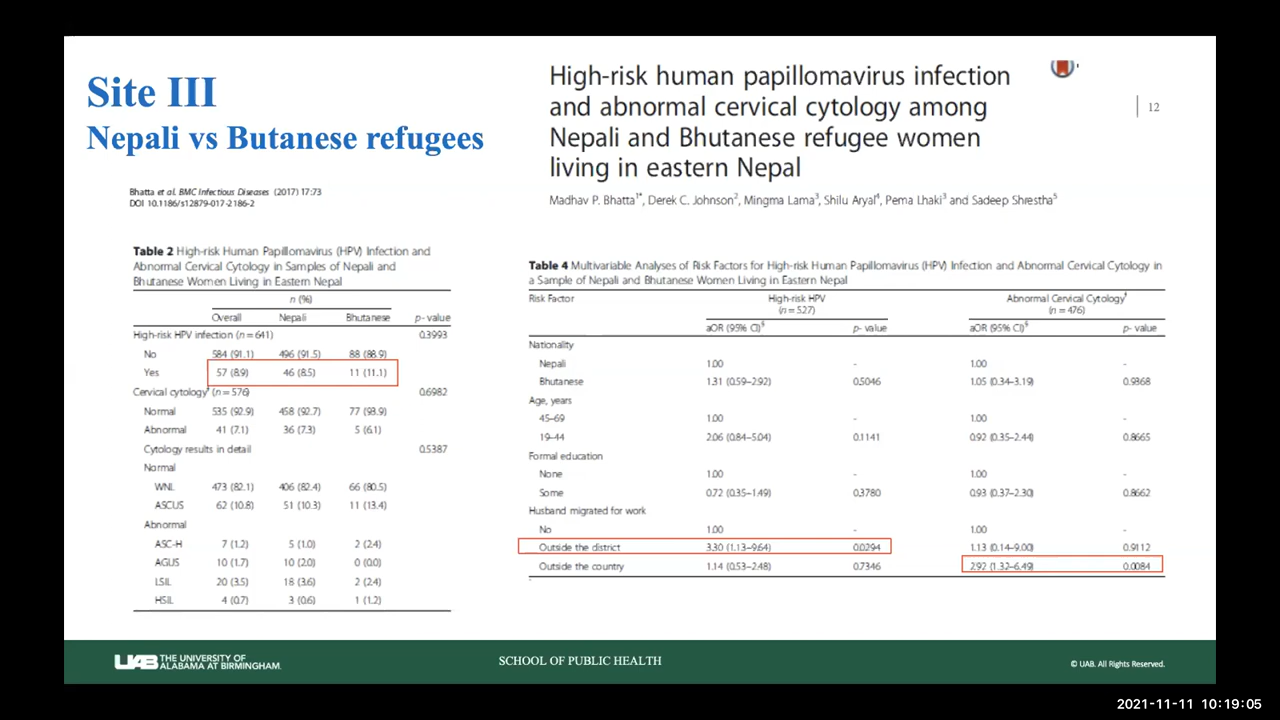 Site III
Nepali vs Butanese refugees
High-risk human papillomavirus infection
and abnormal cervical cytology among
Nepali and Bhutanese refugee women
living in eastern Nepal
12
Bhatta et al. BMC Infectious Diseases (2017) 17:73
DOI 10.1186/s12879-017-2186-2
Madhav P. Bhatta1*, Derek C. Johnson2, Mingma Lama3, Shilu Aryal4, Pema Lhaki3 and Sadeep Shrestha5
Table 2 High-risk Human Papillomavirus (HPV) Infection and
Abnormal Cervical Cytology in Samples of Nepali and
Bhutanese Women Living in Eastern Nepal
n (%)
Overall Nepali Bhutanese p- value
High-risk HPV infection (n = 641) 0.3993
No 584 (91.1) 496 (91.5) 88 (88.9)
Yes 57 (8.9) 46 (8.5) 11 (11.1)
Cervical cytology† (n = 576) 0.6982
Normal 535 (92.9) 458 (92.7) 77 (93.9)
Abnormal 41 (7.1) 36 (7.3) 5 (6.1)
Cytology results in detail 0.5387
Normal
WNL 473 (82.1) 406 (82.4) 66 (80.5)
ASCUS 62 (10.8) 51 (10.3) 11 (13.4)
Abnormal
ASC-H 7 (1.2) 5 (1.0) 2 (2.4)
AGUS 10 (1.7) 10 (2.0) 0 (0.0)
LSIL 20 (3.5) 18 (3.6) 2 (2.4)
HSIL 4 (0.7) 3 (0.6) 1 (1.2)
Table 4 Multivariable Analyses of Risk Factors for High-risk Human Papillomavirus (HPV) Infection and Abnormal Cervical Cytology in
a Sample of Nepali and Bhutanese Women Living in Eastern Nepal
Risk Factor High-risk HPV Abnormal Cervical Cytology†
(n = 527) (n = 476)
aOR (95% CI)§ p- value aOR (95% CI)§ p- value
Nationality
Nepali 1.00 - 1.00 -
Bhutanese 1.31 (0.59–2.92) 0.5046 1.05 (0.34–3.19) 0.9368
Age, years
45–69 1.00 - 1.00 -
19–44 2.06 (0.84–5.04) 0.1141 0.92 (0.35–2.44) 0.8665
Formal education
None 1.00 - 1.00 -
Some 0.72 (0.35–1.49) 0.3780 0.93 (0.37–2.30) 0.8662
Husband migrated for work
No 1.00 - 1.00 -
Outside the district 3.30 (1.13–9.64) 0.0294 1.13 (0.14–9.00) 0.9112
Outside the country 1.14 (0.53–2.48) 0.7346 2.92 (1.32–6.49) 0.0084
UAB THE UNIVERSITY OF
ALABAMA AT BIRMINGHAM.
SCHOOL OF PUBLIC HEALTH
© UAB. All Rights Reserved.
2021-11-11 10:19:05